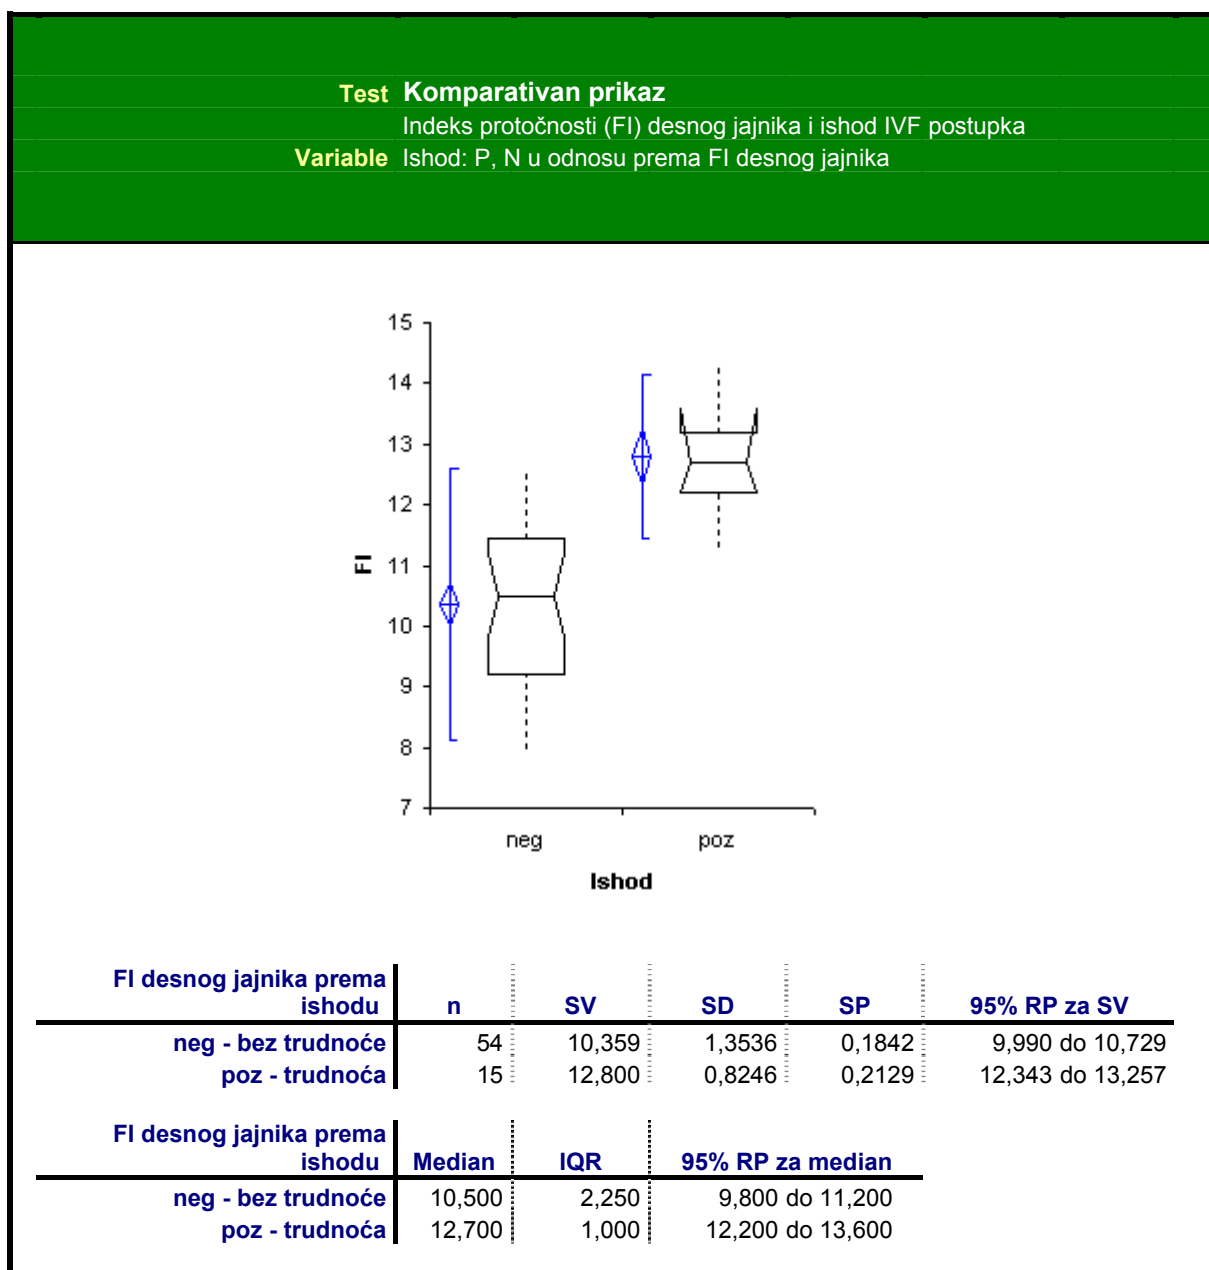 Test Komparativan prikaz
Indeks protočnosti (FI) desnog jajnika i ishod IVF postupka
Variable Ishod: P, N u odnosu prema FI desnog jajnika
15
14
13
12
11
10
9
8
7
FI
neg poz
Ishod
FI desnog jajnika prema
ishodu n SV SD SP 95% RP za SV
neg - bez trudnoće 54 10,359 1,3536 0,1842 9,990 do 10,729
poz - trudnoća 15 12,800 0,8246 0,2129 12,343 do 13,257
FI desnog jajnika prema
ishodu Median IQR 95% RP za median
neg - bez trudnoće 10,500 2,250 9,800 do 11,200
poz - trudnoća 12,700 1,000 12,200 do 13,600